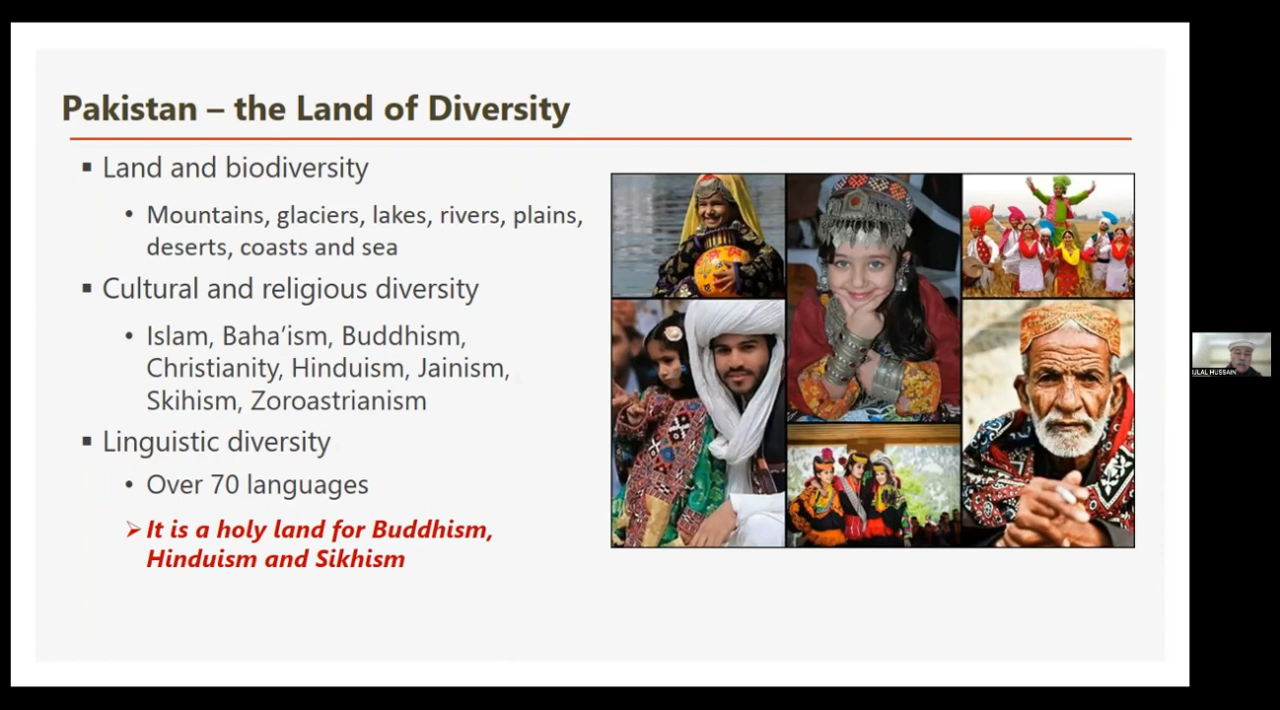 Pakistan – the Land of Diversity
▪ Land and biodiversity
• Mountains, glaciers, lakes, rivers, plains,
deserts, coasts and sea
▪ Cultural and religious diversity
• Islam, Baha’ism, Buddhism,
Christianity, Hinduism, Jainism,
Skihism, Zoroastrianism
▪ Linguistic diversity
• Over 70 languages
➢ It is a holy land for Buddhism,
Hinduism and Sikhism
IJLAL HUSSAIN